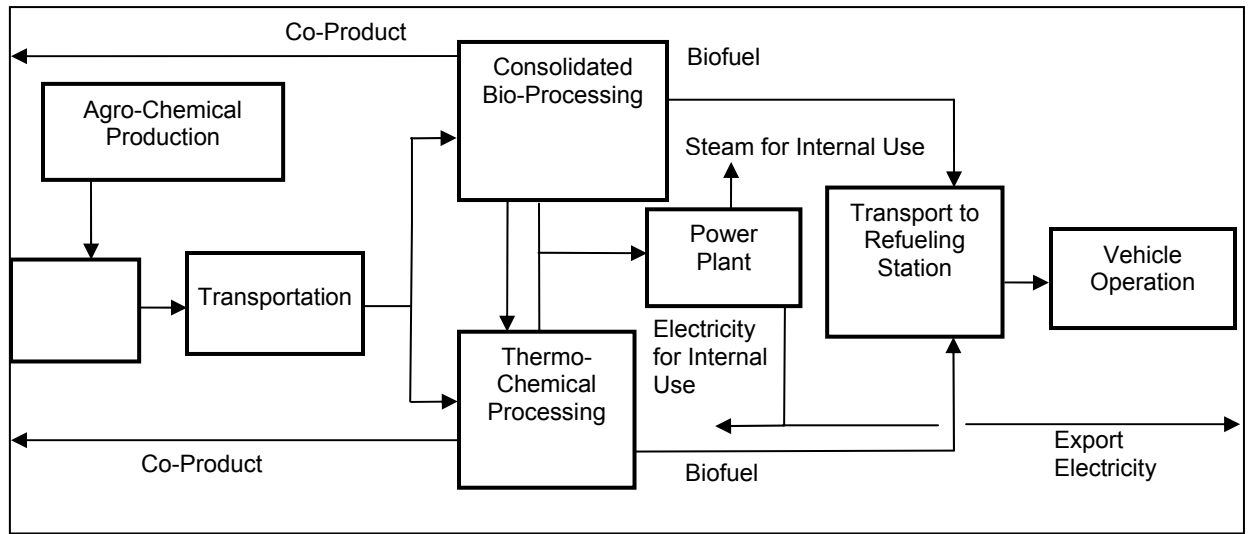 Co-Product
Consolidated
Bio-Processing
Biofuel
Agro-Chemical
Production
Steam for Internal Use
Transportation
Power
Plant
Transport to
Refueling
Station
Vehicle
Operation
Electricity
for Internal
Use
Thermo-
Chemical
Processing
Co-Product
Biofuel
Export
Electricity